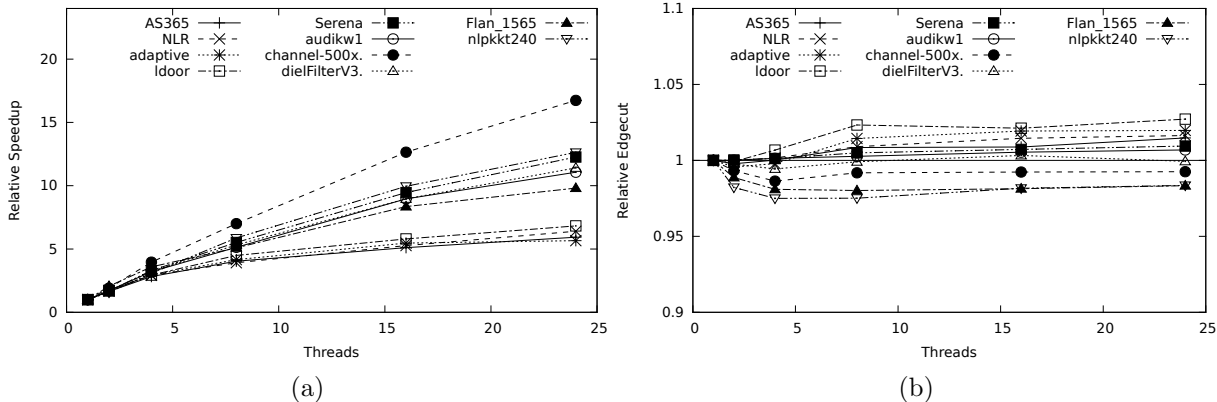 AS365
NLR
adaptive
ldoor
Serena
audikw1
channel-500x.
dielFilterV3.
Flan_1565
nlpkkt240
Relative Speedup
20
15
10
5
0
0 5 10 15 20 25
Threads
(a)
AS365
NLR
adaptive
ldoor
Serena
audikw1
channel-500x.
dielFilterV3.
Flan_1565
nlpkkt240
Relative Edgecut
1.1
1.05
1
0.95
0.9
0 5 10 15 20 25
Threads
(b)